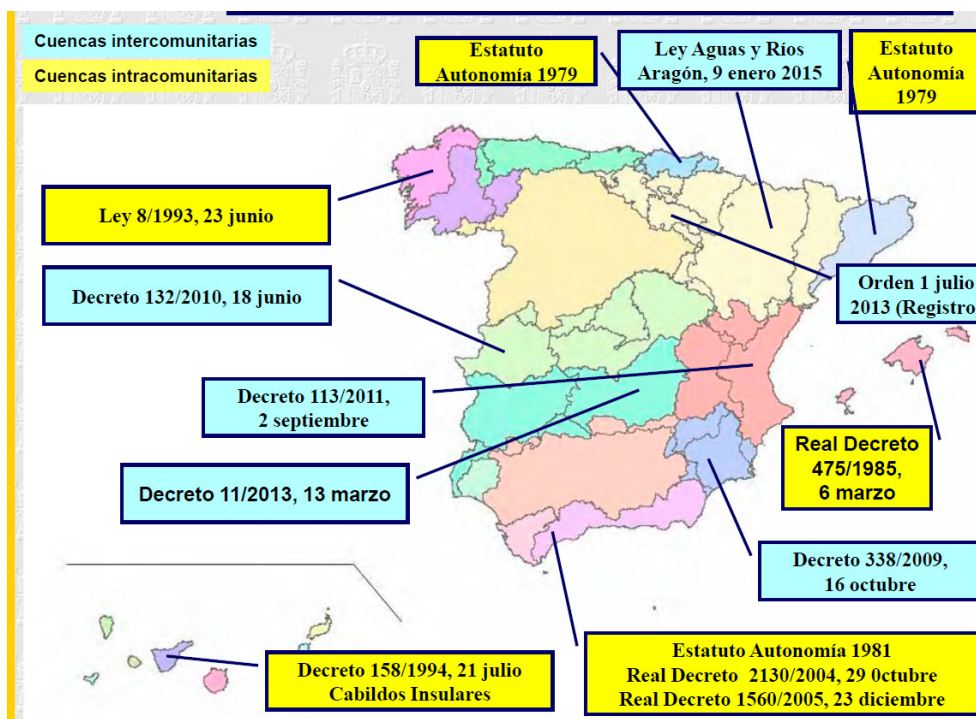 Cuencas intercomunitarias
Cuencas intracomunitarias
Estatuto
Autonomía 1979
Ley Aguas y Ríos
Aragón, 9 enero 2015
Estatuto
Autonomía
1979
Ley 8/1993, 23 junio
Decreto 132/2010, 18 junio
Orden 1 julio
2013 (Registro
Decreto 113/2011,
2 septiembre
Real Decreto
475/1985,
6 marzo
Decreto 11/2013, 13 marzo
Decreto 338/2009,
16 octubre
Decreto 158/1994, 21 julio
Cabildos Insulares
Estatuto Autonomía 1981
Real Decreto 2130/2004, 29 0ctubre
Real Decreto 1560/2005, 23 diciembre